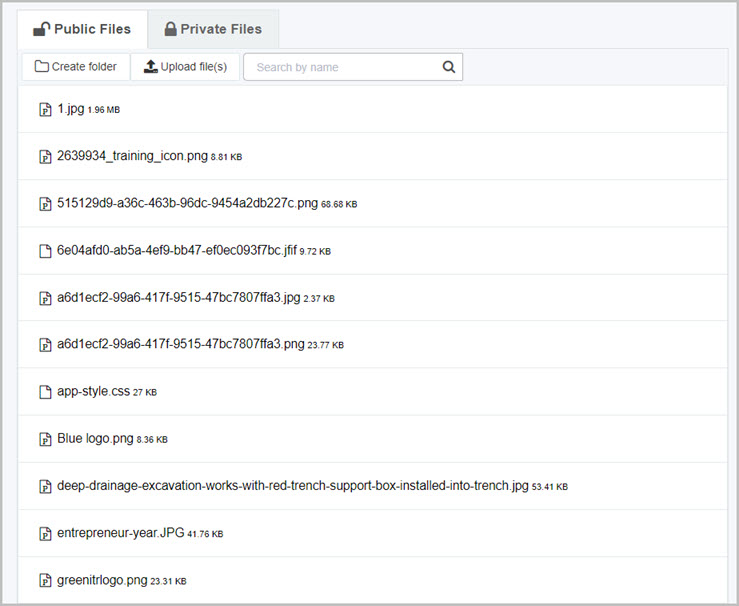 Public Files Private Files
Create folder Upload file(s) Search by name
1.jpg 1.96 MB
2639934_training_icon.png 8.81 KB
515129d9-a36c-463b-96dc-9454a2db227c.png 68.68 KB
6e04afd0-ab5a-4ef9-bb47-ef0ec093f7bc.jfif 9.72 KB
a6d1ecf2-99a6-417f-9515-47bc7807ffa3.jpg 2.37 KB
a6d1ecf2-99a6-417f-9515-47bc7807ffa3.png 23.77 KB
app-style.css 27 KB
Blue logo.png 8.36 KB
deep-drainage-excavation-works-with-red-trench-support-box-installed-into-trench.jpg 53.41 KB
entrepreneur-year.JPG 41.76 KB
greenitrlogo.png 23.31 KB